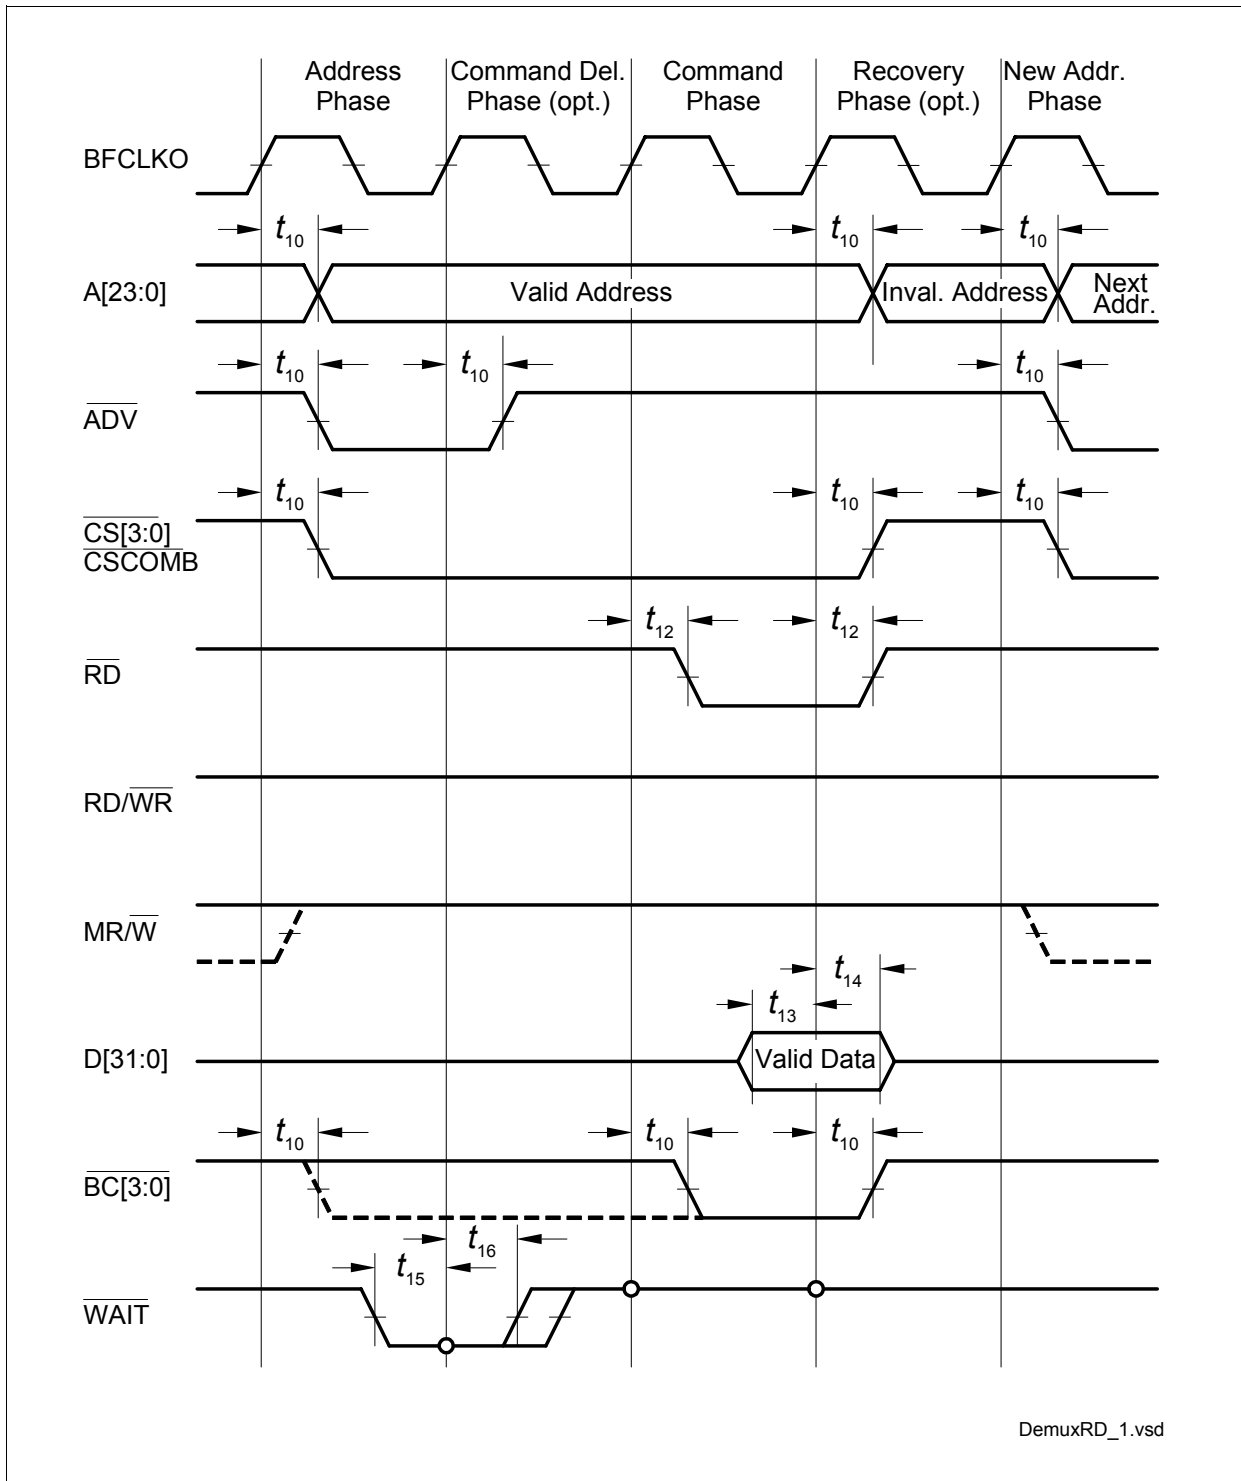 Address Command Del. Command Recovery New Addr.
Phase Phase (opt.) Phase Phase (opt.) Phase
BFCLKO
t10 t10 t10
A[23:0] Valid Address Inval. Address Next
Addr.
t10 t10 t10
ADV
t10 t10 t10
CS[3:0]
CSCOMB
t12 t12
RD
RD/WR
MR/W
t14
t13
D[31:0] Valid Data
t10 t10 t10
BC[3:0]
t16
t15
WAIT
DemuxRD_1.vsd